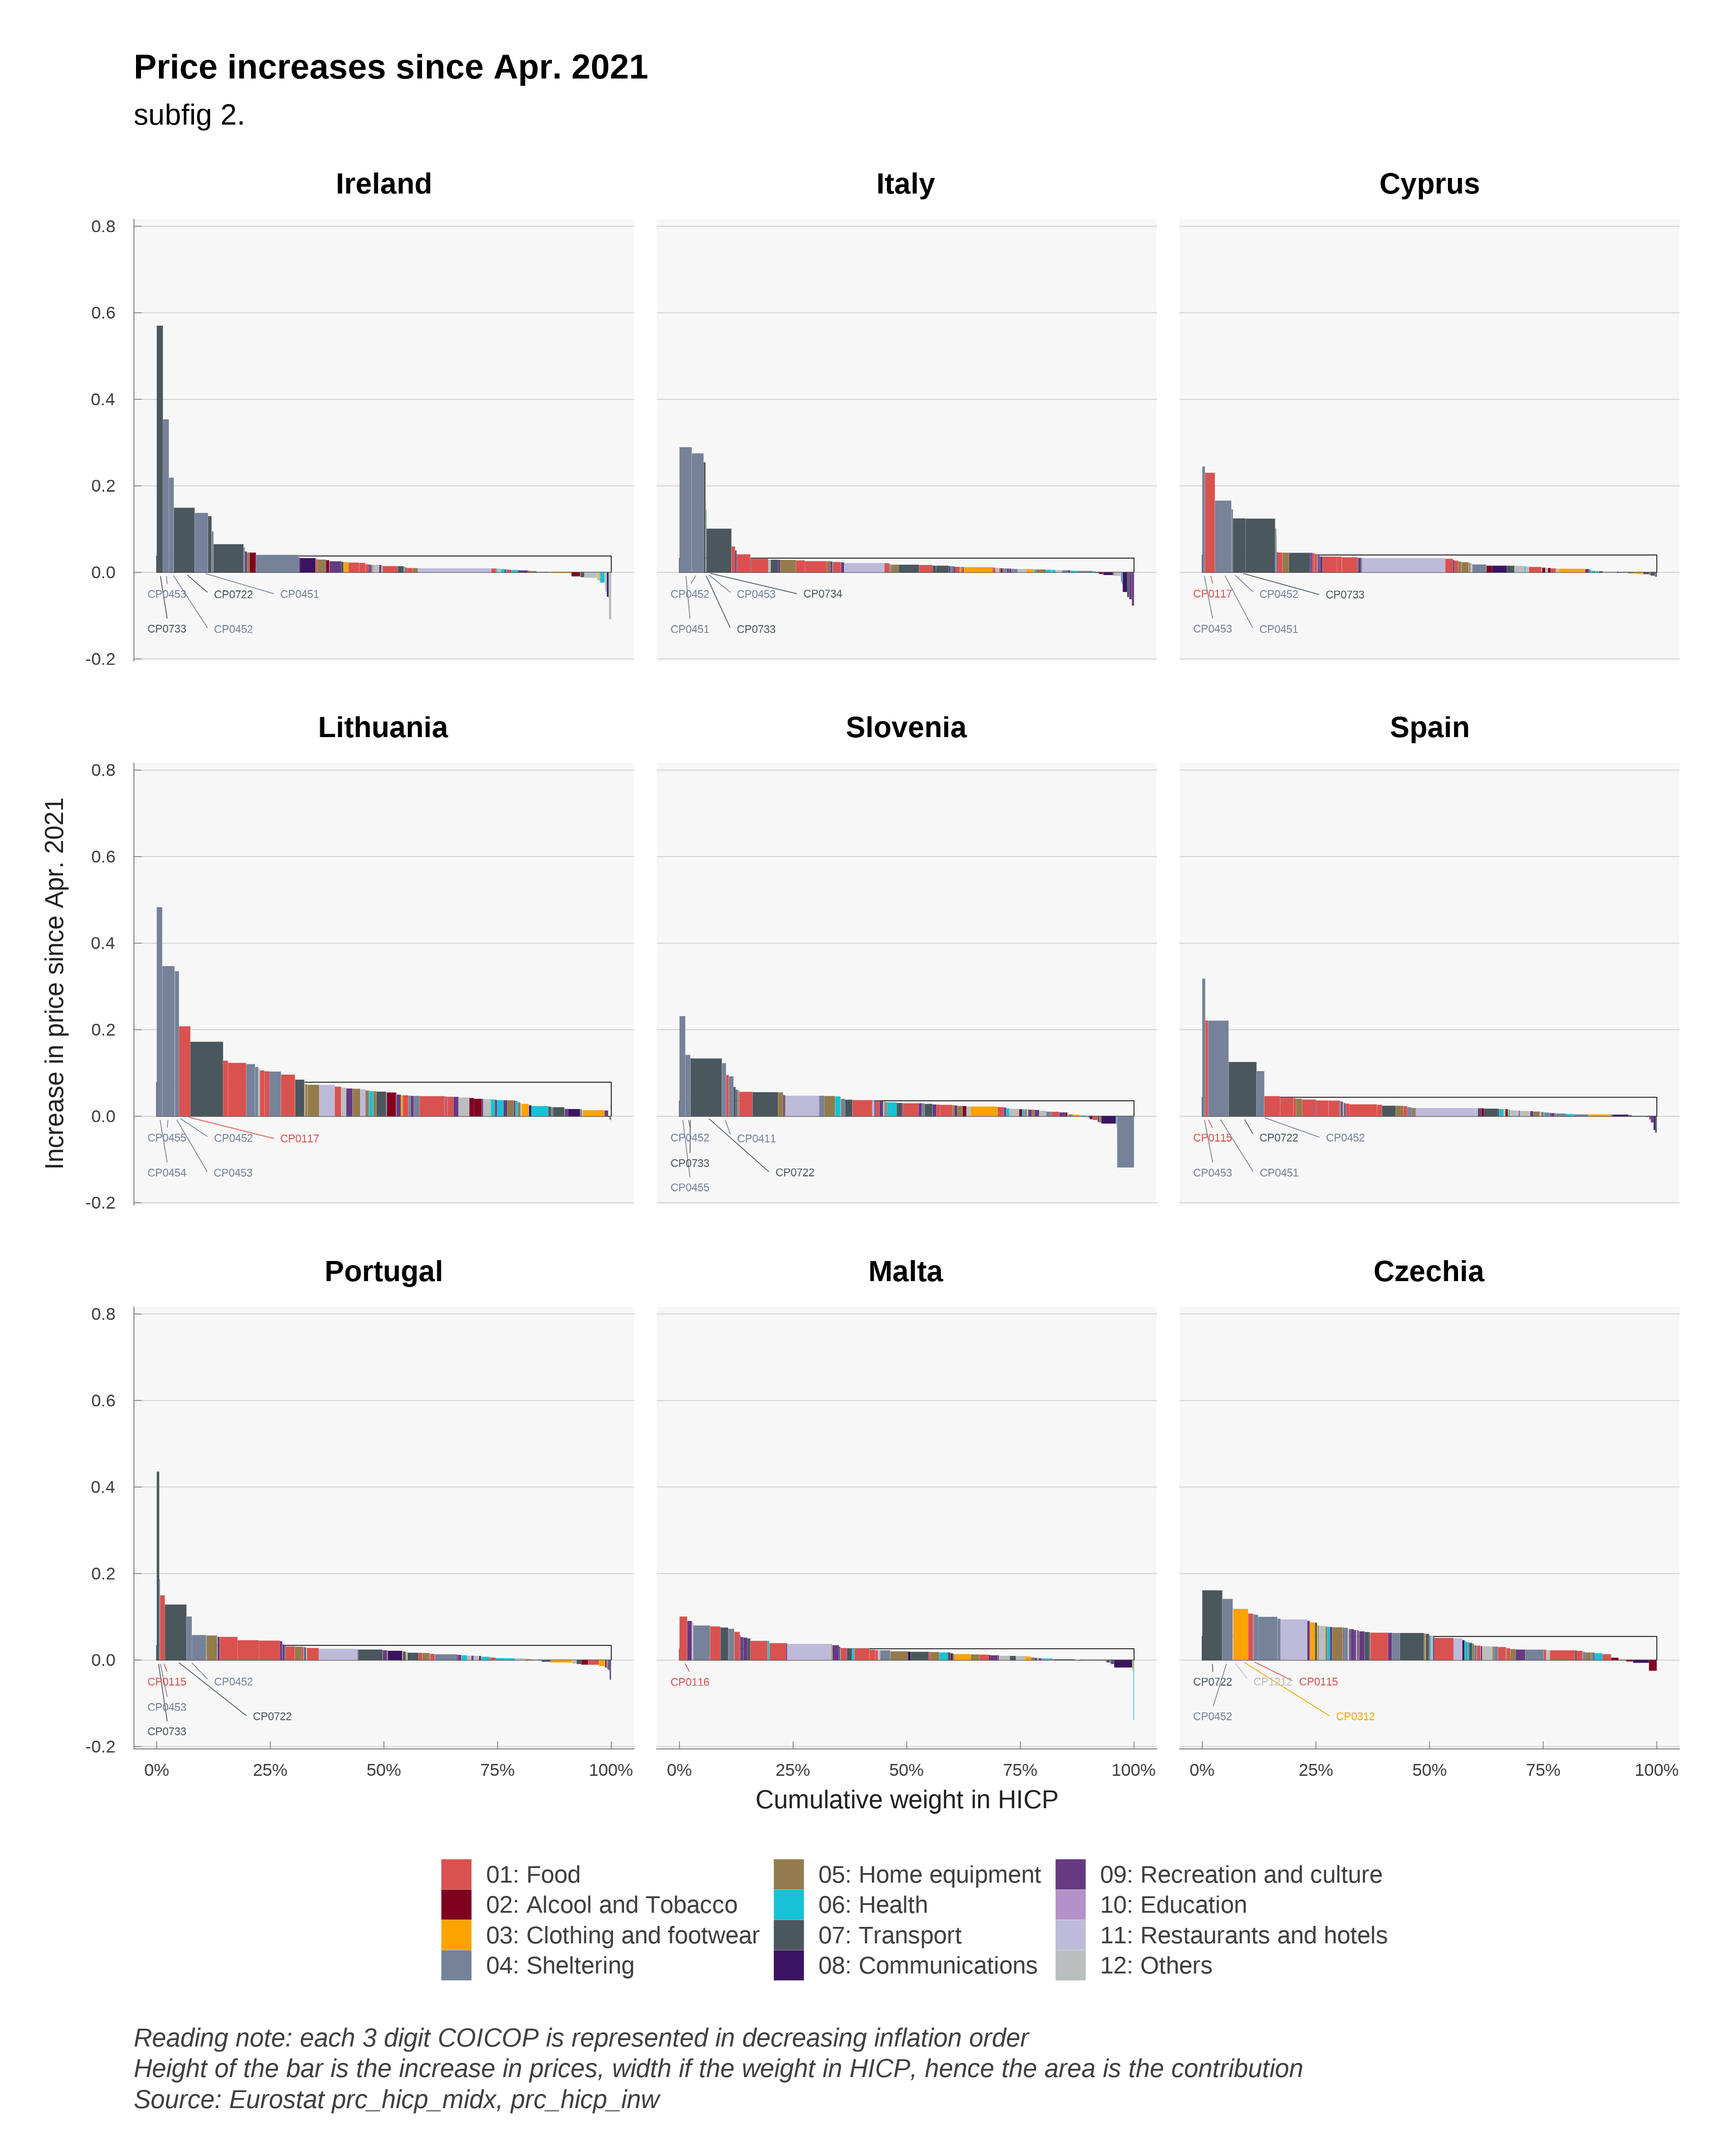 Price increases since Apr. 2021
subfig 2.
Ireland
Italy
Cyprus
0.8
0.6
0.4
0.2
0.0
-0.2
CP0453
CP0722
CP0451
CP0733
CP0452
CP0452
CP0453
CP0734
CP0451
CP0733
CP0117
CP0452
CP0733
CP0453
CP0451
Lithuania
Slovenia
Spain
0.8
0.6
0.4
0.2
0.0
-0.2
CP0455
CP0452
CP0117
CP0454
CP0453
CP0452
CP0411
CP0733
CP0722
CP0455
CP0115
CP0722
CP0452
CP0453
CP0451
Increase in price since Apr. 2021
Portugal
Malta
Czechia
0.8
0.6
0.4
0.2
0.0
-0.2
CP0115
CP0452
CP0453
CP0722
CP0733
CP0116
CP0722
CP1212
CP0115
CP0452
CP0312
0%
25%
50%
75%
100%
0%
25%
50%
75%
100%
0%
25%
50%
75%
100%
Cumulative weight in HICP
01: Food
02: Alcool and Tobacco
03: Clothing and footwear
04: Sheltering
05: Home equipment
06: Health
07: Transport
08: Communications
09: Recreation and culture
10: Education
11: Restaurants and hotels
12: Others
Reading note: each 3 digit COICOP is represented in decreasing inflation order
Height of the bar is the increase in prices, width if the weight in HICP, hence the area is the contribution
Source: Eurostat prc_hicp_midx, prc_hicp_inw